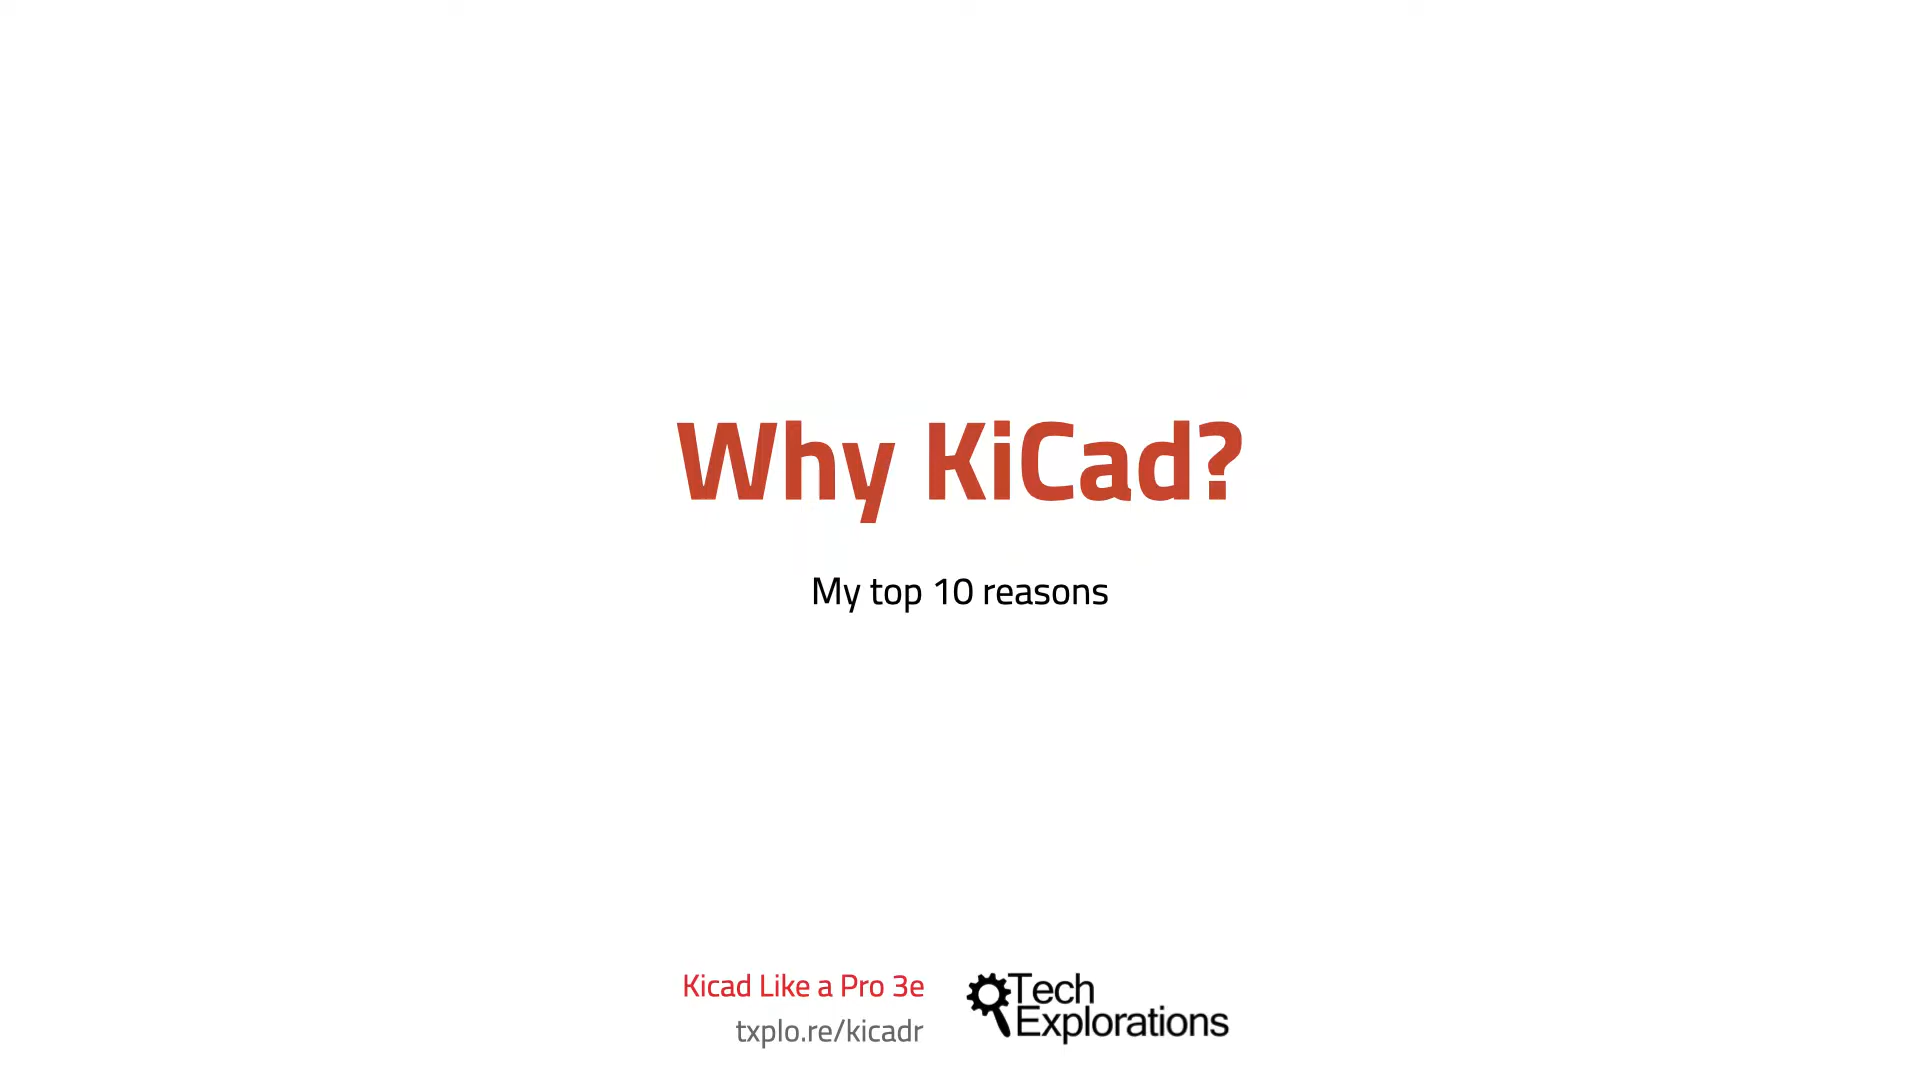 Why KiCad?
My top 10 reasons
Kicad Like a Pro 3e
txplo.re/kicadr
Tech
Explorations